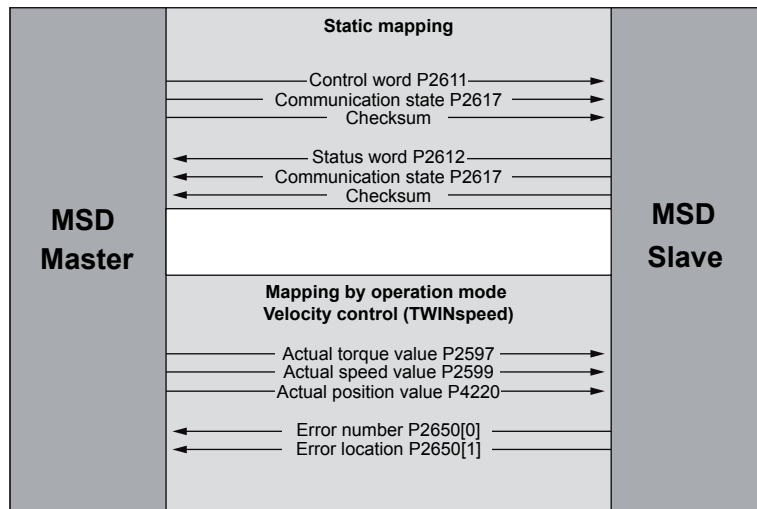 Static mapping
Control word P2611
Communication state P2617
Checksum
Status word P2612
Communication state P2617
Checksum
MSD
Master
MSD
Slave
Mapping by operation mode
Velocity control (TWINspeed)
Actual torque value P2597
Actual speed value P2599
Actual position value P4220
Error number P2650[0]
Error location P2650[1]